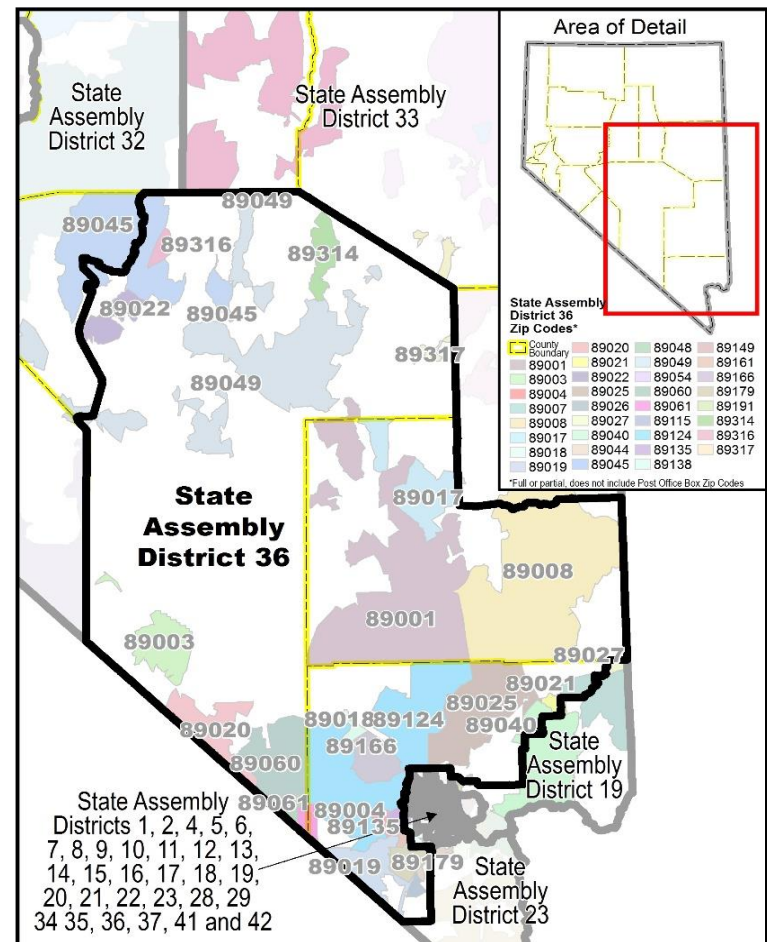 Area of Detail
State
Assembly
District 32
State Assembly
District 33
89049
89045
89316
89314
89022
89045
89317
89049
State
Assembly
District 36
89017
89008
89001
89003
89027
89021
89025
89018
89124
89040
89020
89166
89060
State
Assembly
District 19
89061
89004
89135
89019
89179
State Assembly
Districts 1, 2, 4, 5, 6,
7, 8, 9, 10, 11, 12, 13,
14, 15, 16, 17, 18, 19,
20, 21, 22, 23, 28, 29
34 35, 36, 37, 41 and 42
State
Assembly
District 23
State Assembly
District 36
Zip Codes*
County
Boundary
89001
89003
89004
89007
89008
89017
89018
89019
89020
89021
89022
89025
89026
89027
89040
89044
89045
89048
89049
89054
89060
89061
89115
89124
89135
89138
89149
89161
89166
89179
89191
89314
89316
89317
*Full or partial, does not include Post Office Box Zip Codes